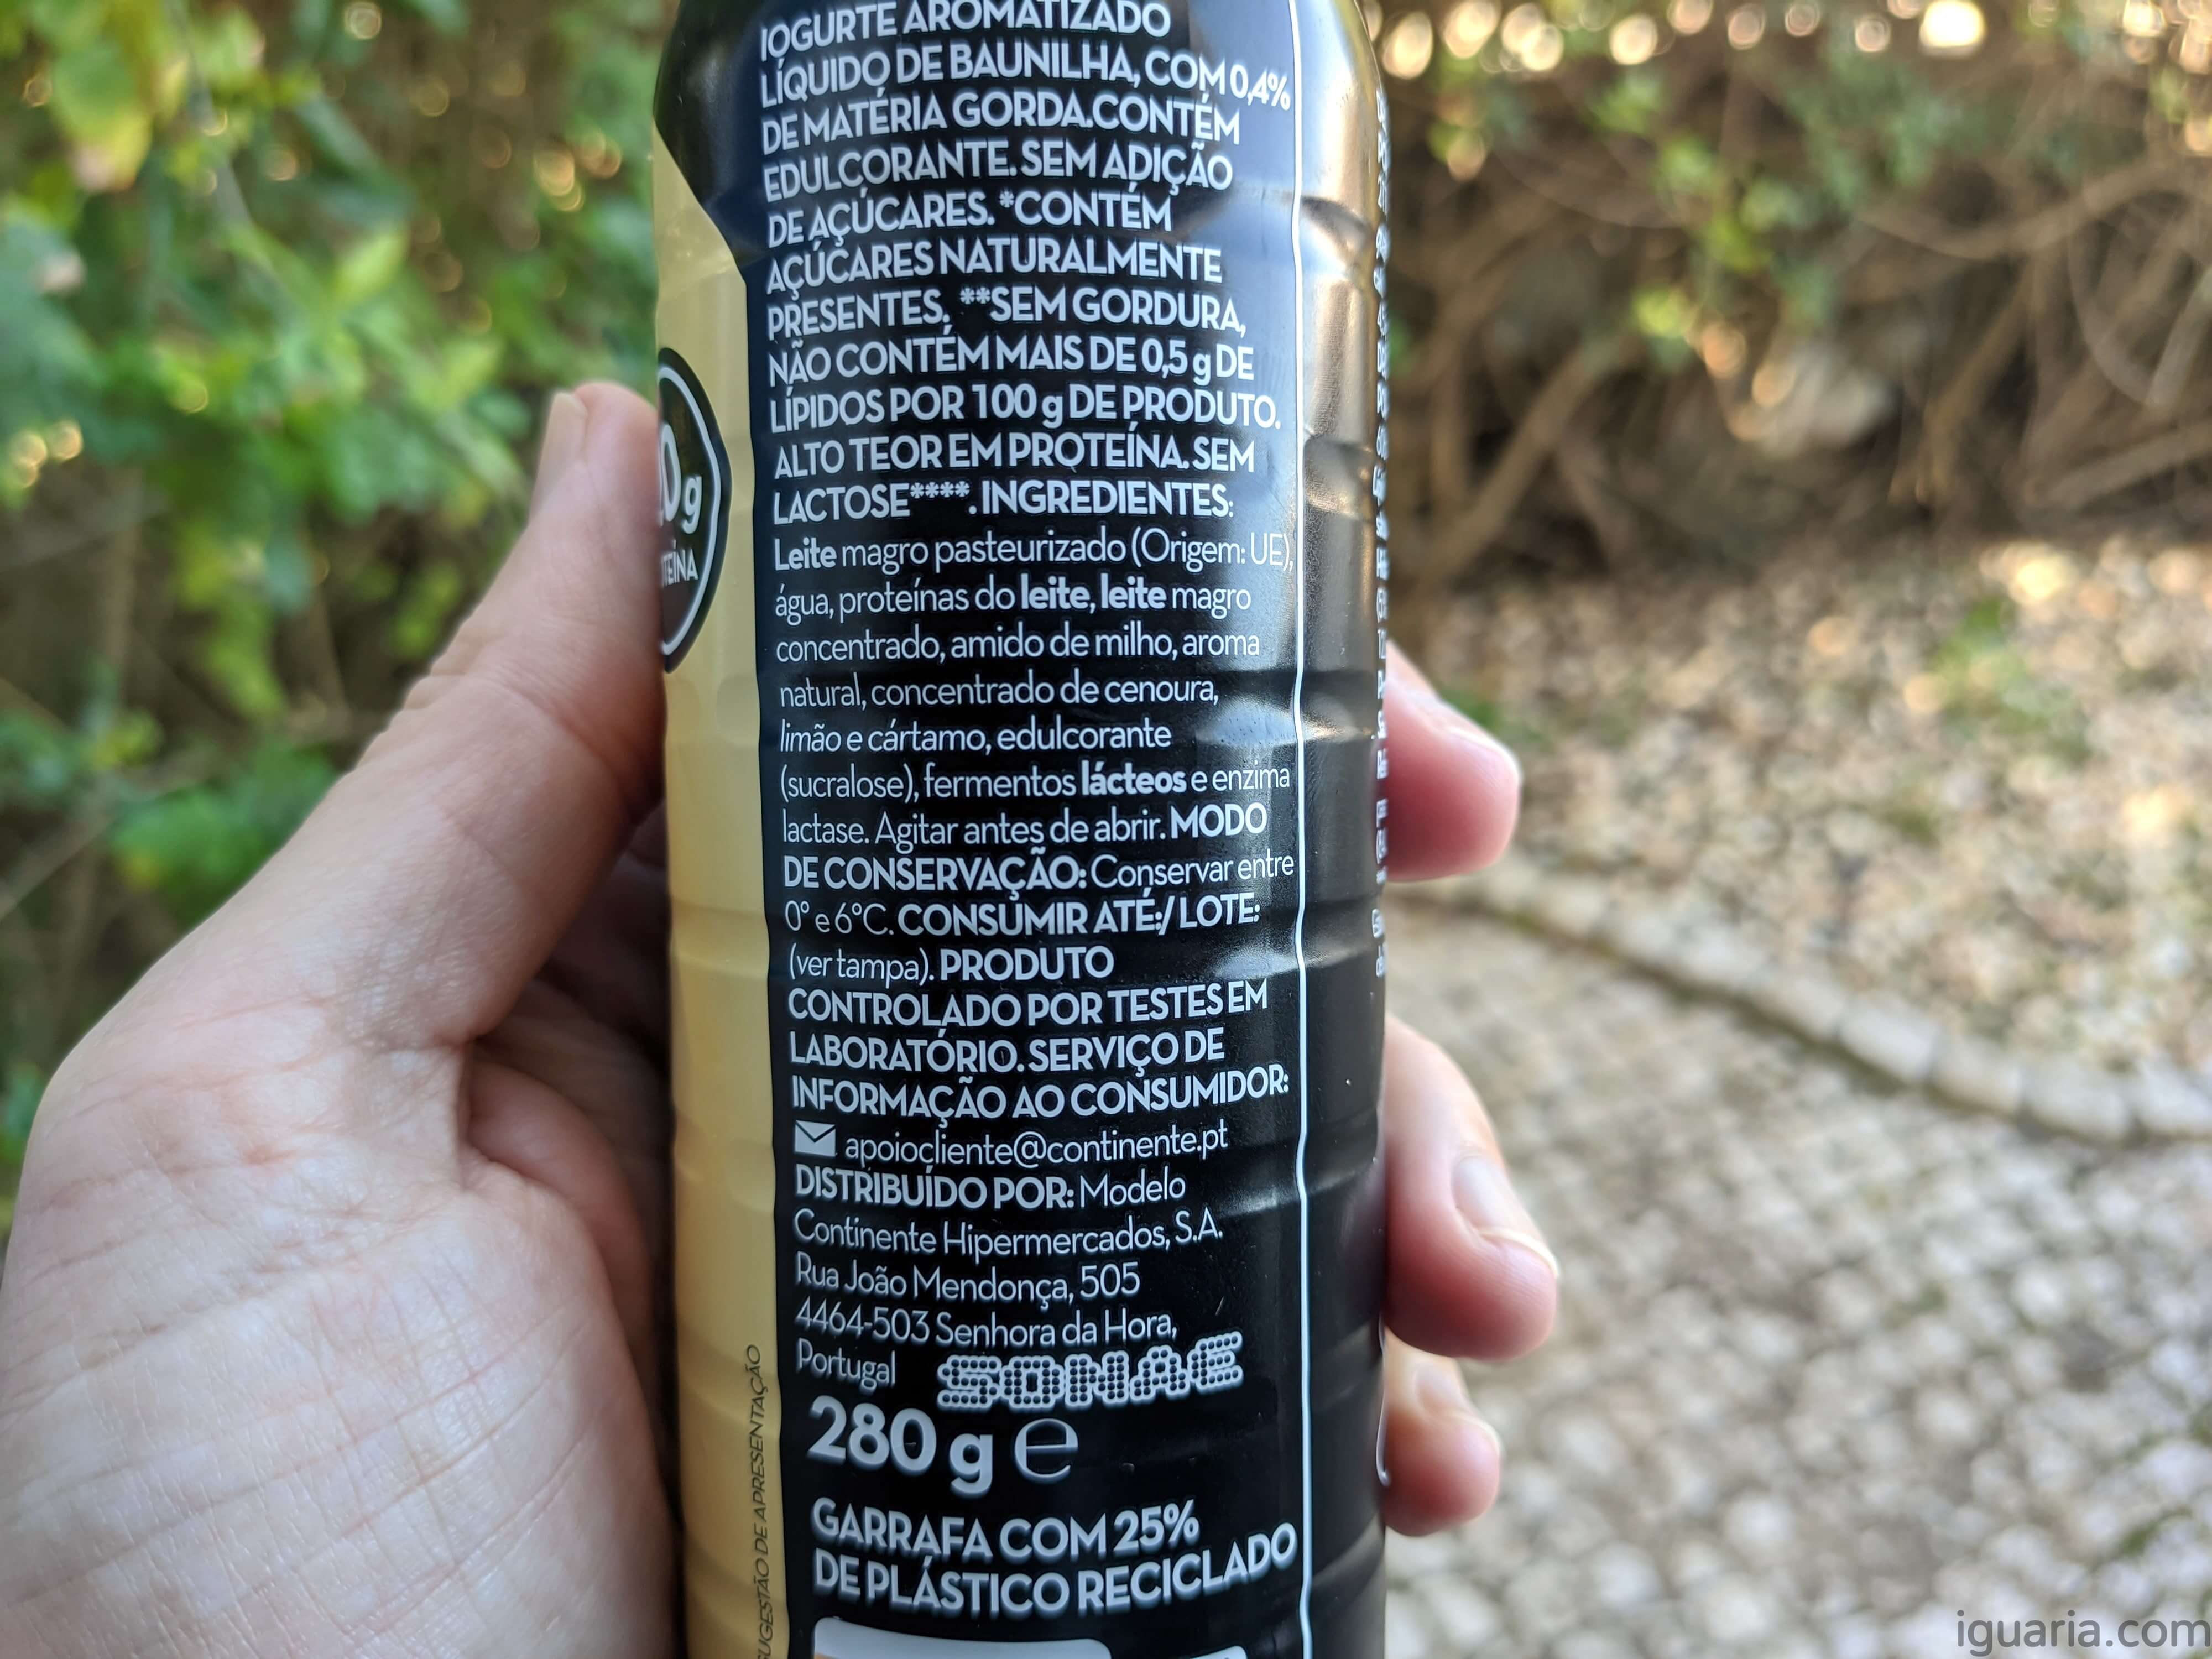 IOGURTE AROMATIZADO
LÍQUIDO DE BAUNILHA, COM 0,4%
DE MATÉRIA GORDA.CONTÉM
EDULCORANTE. SEM ADIÇÃO
DE AÇÚCARES. *CONTÉM
AÇÚCARES NATURALMENTE
PRESENTES. **SEM GORDURA,
NÃO CONTÉM MAIS DE 0,5 g DE
LÍPIDOS POR 100 g DE PRODUTO.
ALTO TEOR EM PROTEÍNA. SEM
LACTOSE****. INGREDIENTES:
Leite magro pasteurizado (Origem: UE),
água, proteínas do leite, leite magro
concentrado, amido de milho, aroma
natural, concentrado de cenoura,
limão e cártamo, edulcorante
(sucralose), fermentos lácteos e enzima
lactase. Agitar antes de abrir. MODO
DE CONSERVAÇÃO: Conservar entre
0° e 6°C. CONSUMIR ATÉ:/ LOTE:
(ver tampa). PRODUTO
CONTROLADO POR TESTES EM
LABORATÓRIO. SERVIÇO DE
INFORMAÇÃO AO CONSUMIDOR:
apoiocliente@continente.pt
DISTRIBUÍDO POR: Modelo
Continente Hipermercados, S.A.
Rua João Mendonça, 505
4464-503 Senhora da Hora,
Portugal SONAE
280 g e
GARRAFA COM 25%
DE PLÁSTICO RECICLADO
0g
TEÍNA
SUGESTÃO DE APRESENTAÇÃO
iguaria.com